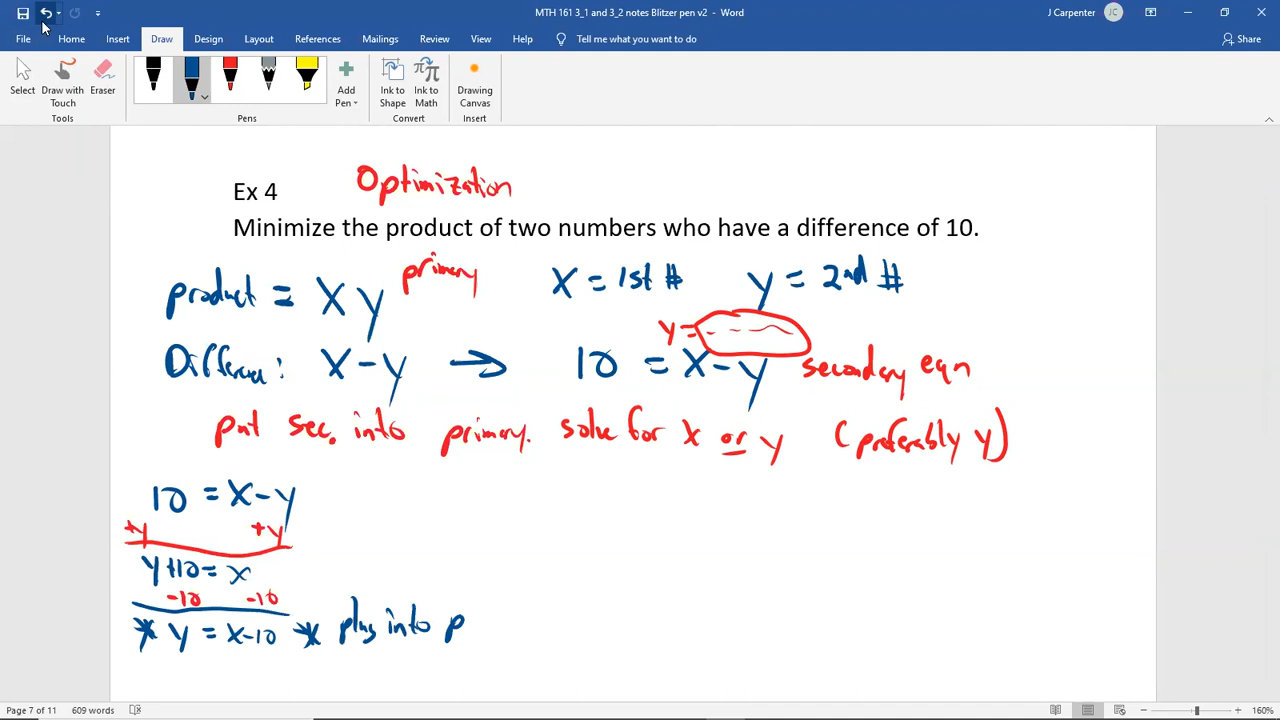 MTH 161 3_1 and 3_2 notes Blitzer pen v2 - Word
J Carpenter JC
File Home Insert Draw Design Layout References Mailings Review View Help Tell me what you want to do Share
Select Draw with Touch Eraser Add Pen Ink to Shape Ink to Math Drawing Canvas
Tools Pens Convert Insert
Ex 4 Optimization
Minimize the product of two numbers who have a difference of 10.
product = xy primary x = 1st # y = 2nd #
y =
Difference: x - y → 10 = x - y secondary eqn
put sec. into primary. solve for x or y (preferably y)
10 = x - y
+y +y
y+10 = x
-10 -10
* y = x-10 * plug into p
Page 7 of 11 609 words 160%